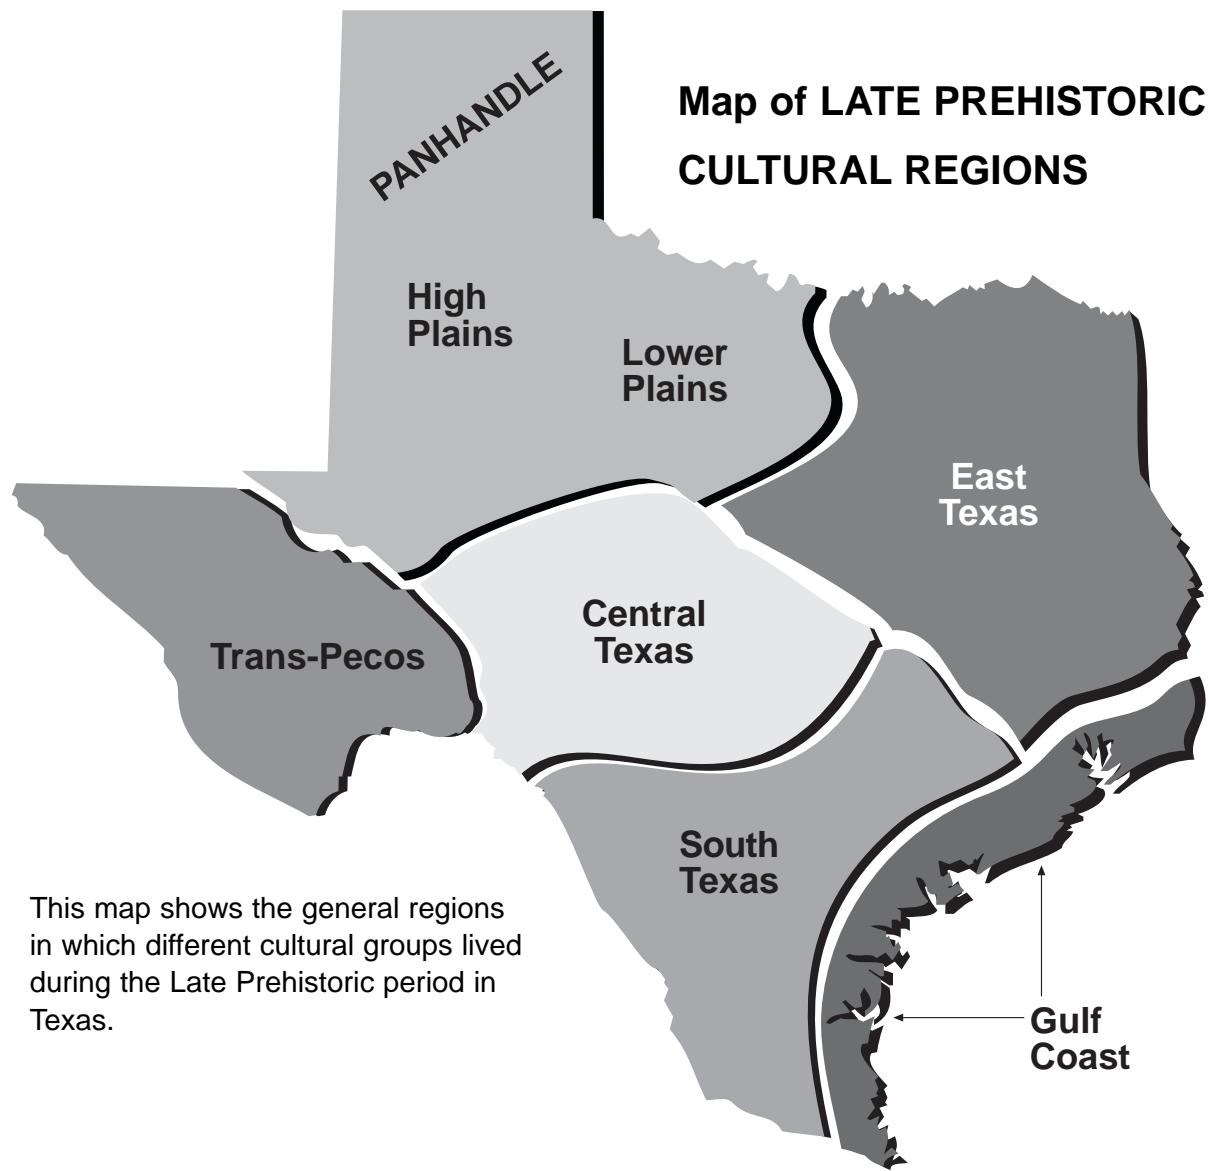 Map of LATE PREHISTORIC
CULTURAL REGIONS
PANHANDLE
High
Plains
Lower
Plains
East
Texas
Central
Texas
Trans-Pecos
South
Texas
This map shows the general regions
in which different cultural groups lived
during the Late Prehistoric period in
Texas.
Gulf
Coast